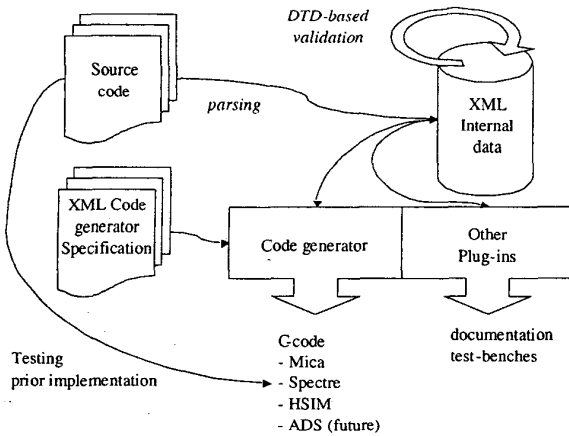 DTD-based
validation
Source
code
parsing
XML
Internal
data
XML Code
generator
Specification
Code generator
Other
Plug-ins
Testing
prior implementation
C-code
- Mica
- Spectre
- HSIM
- ADS (future)
documentation
test-benches